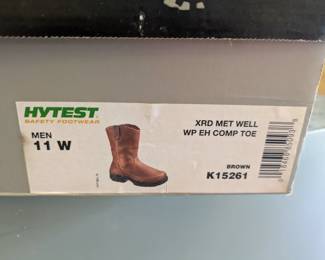 HYTEST
SAFETY FOOTWEAR
MEN
11 W
XRD MET WELL
WP EH COMP TOE
BROWN
K15261